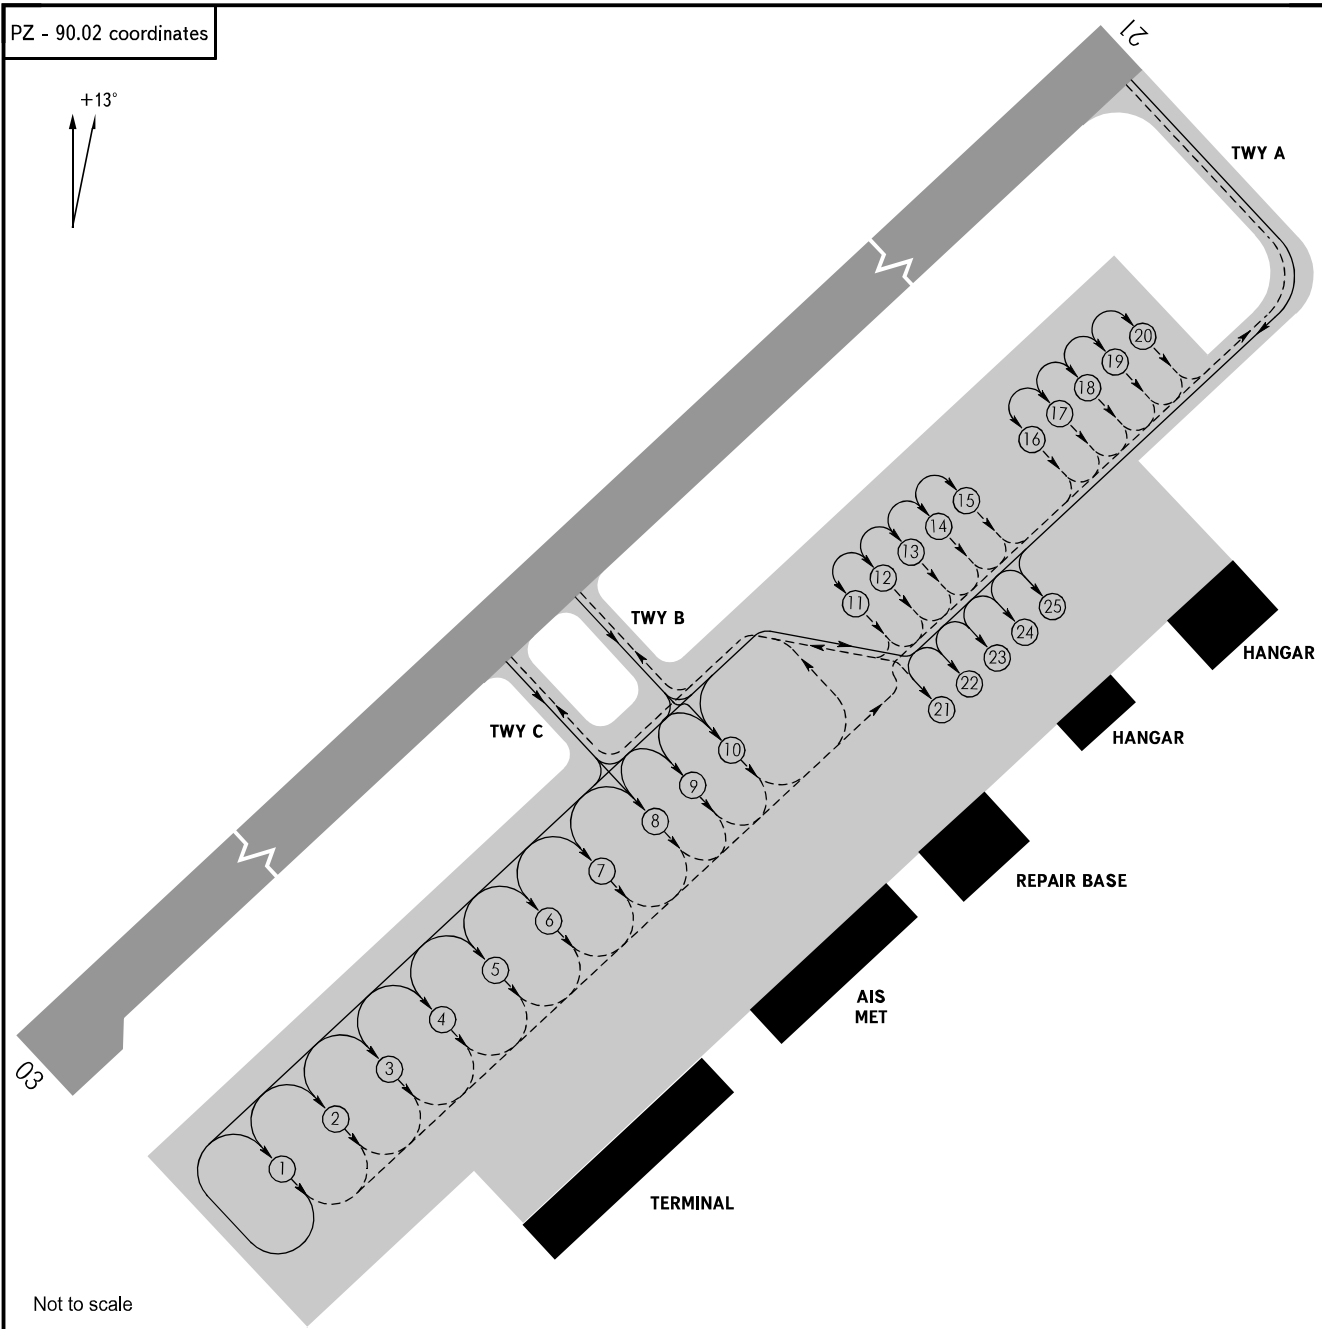 PZ - 90.02 coordinates
+13°
21
TWY A
20
19
18
17
16
15
14
13
12
11
25
24
23
22
21
TWY B
TWY C
10
9
8
7
6
5
4
3
2
1
HANGAR
HANGAR
REPAIR BASE
AIS
MET
TERMINAL
03
Not to scale